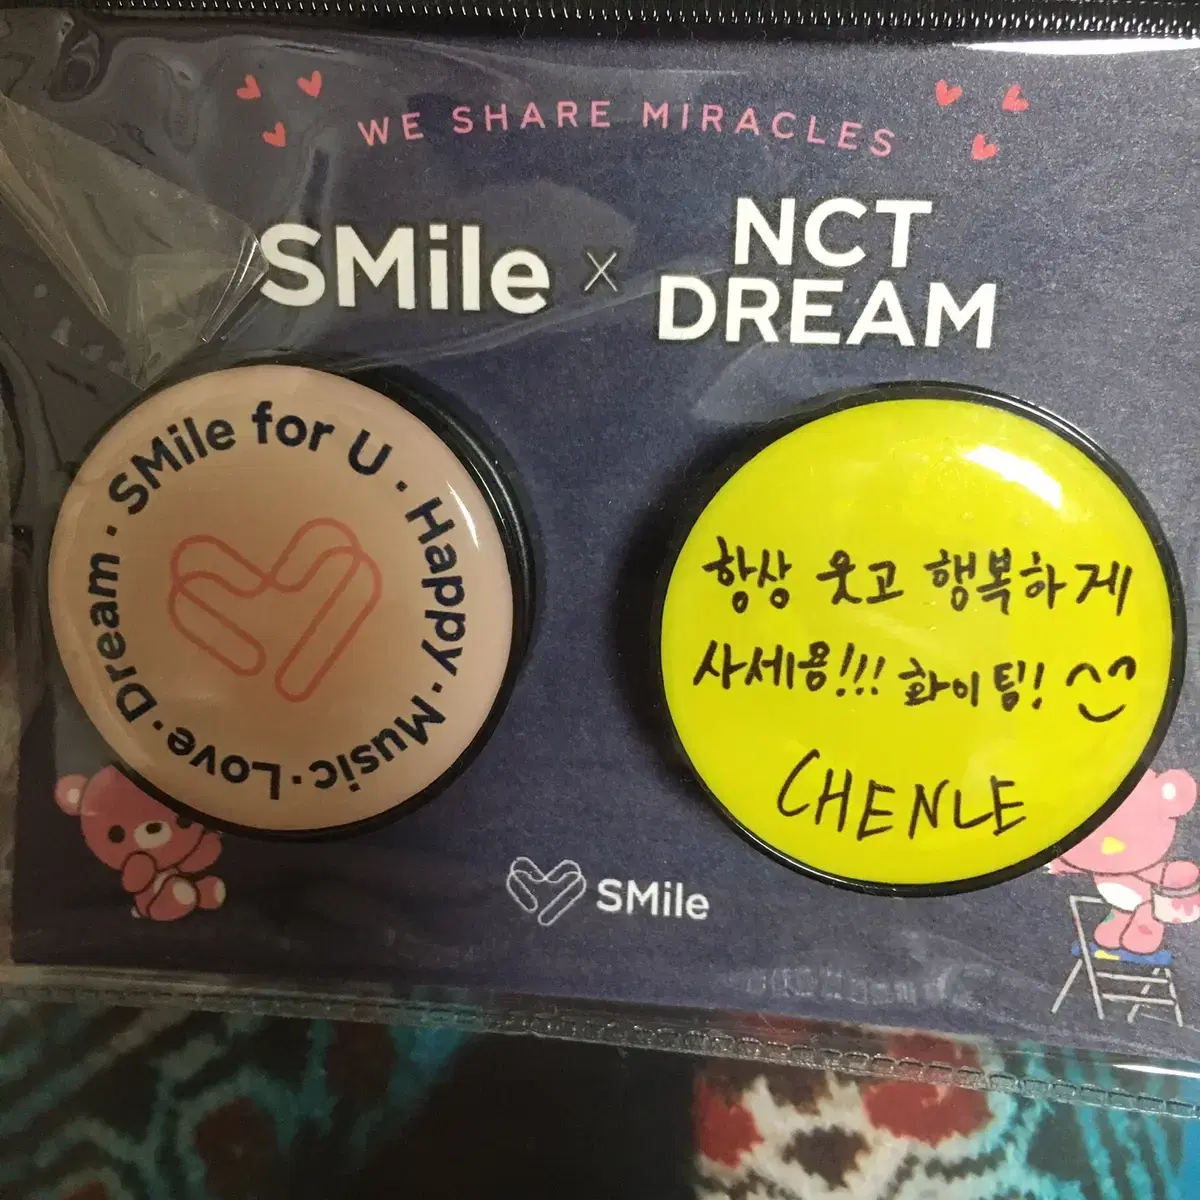 WE SHARE MIRACLES
SMile × NCT DREAM
SMile for U · Happy · Music · Love · Dream ·
항상 웃고 행복하게
사세용!!! 화이팅!
CHENLE
SMile